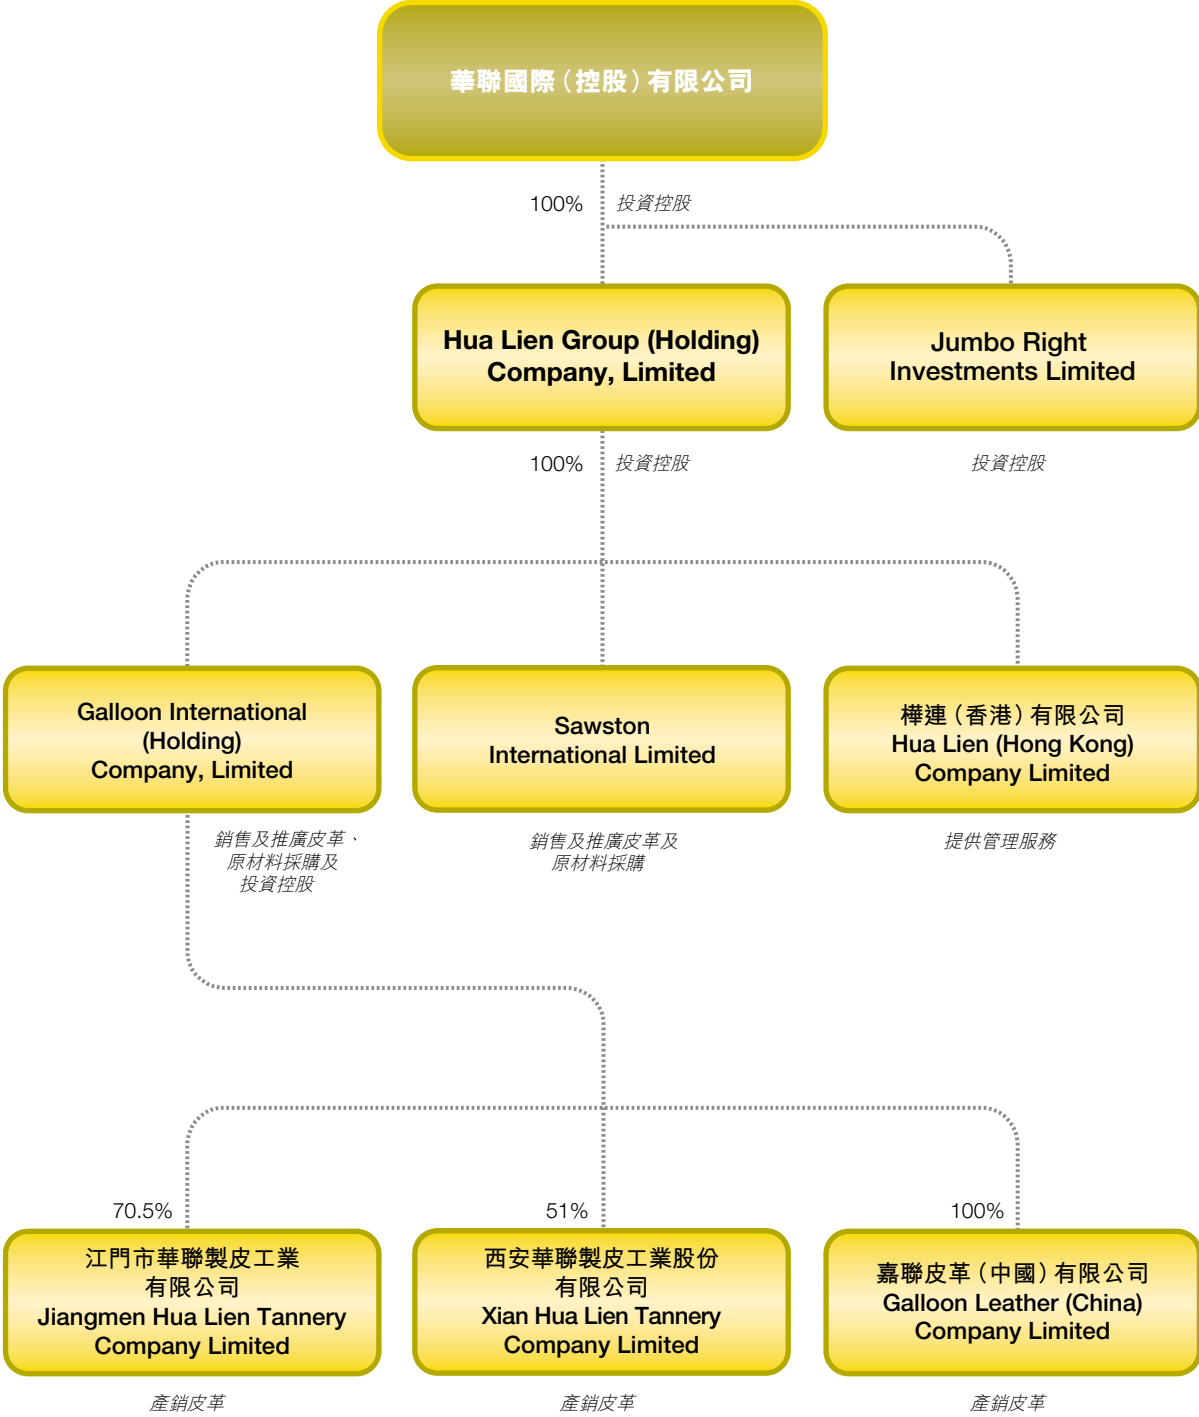 華聯國際（控股）有限公司
100% 投資控股
Hua Lien Group (Holding)
Company, Limited
Jumbo Right
Investments Limited
100% 投資控股
投資控股
Galloon International
(Holding)
Company, Limited
Sawston
International Limited
樺連（香港）有限公司
Hua Lien (Hong Kong)
Company Limited
銷售及推廣皮革、
原材料採購及
投資控股
銷售及推廣皮革及
原材料採購
提供管理服務
70.5%
51%
100%
江門市華聯製皮工業
有限公司
Jiangmen Hua Lien Tannery
Company Limited
西安華聯製皮工業股份
有限公司
Xian Hua Lien Tannery
Company Limited
嘉聯皮革（中國）有限公司
Galloon Leather (China)
Company Limited
產銷皮革
產銷皮革
產銷皮革